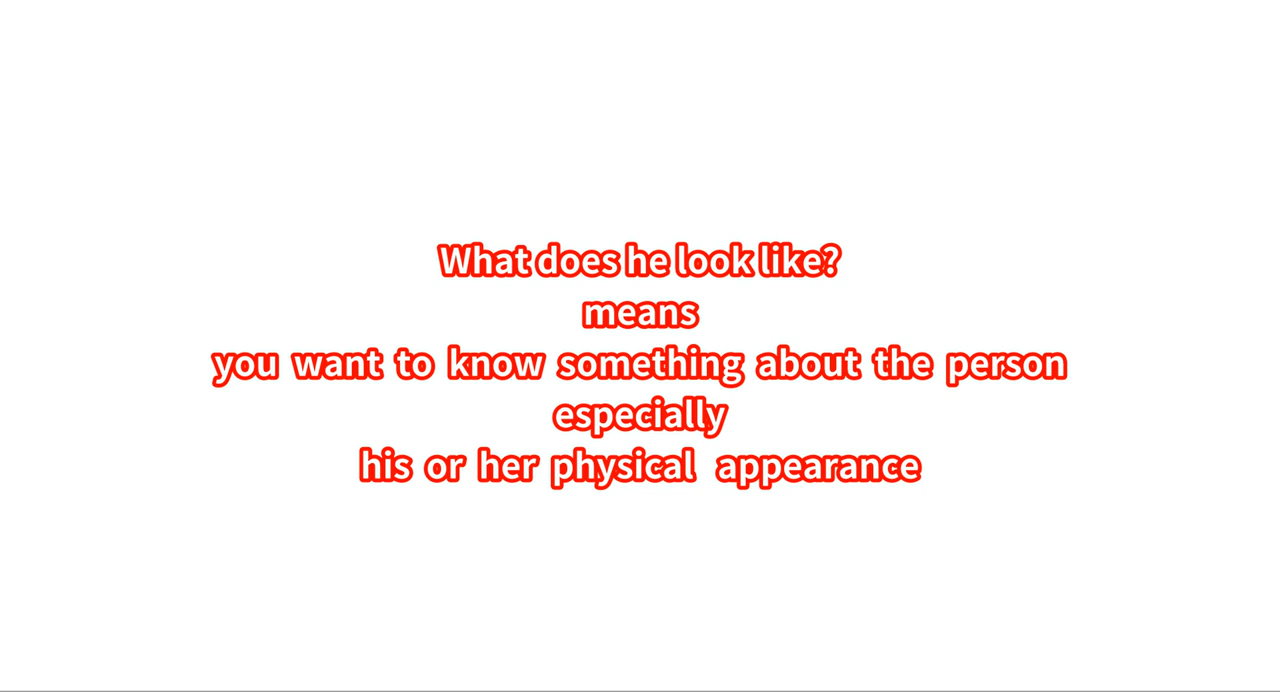 What does he look like?
means
you want to know something about the person
especially
his or her physical appearance